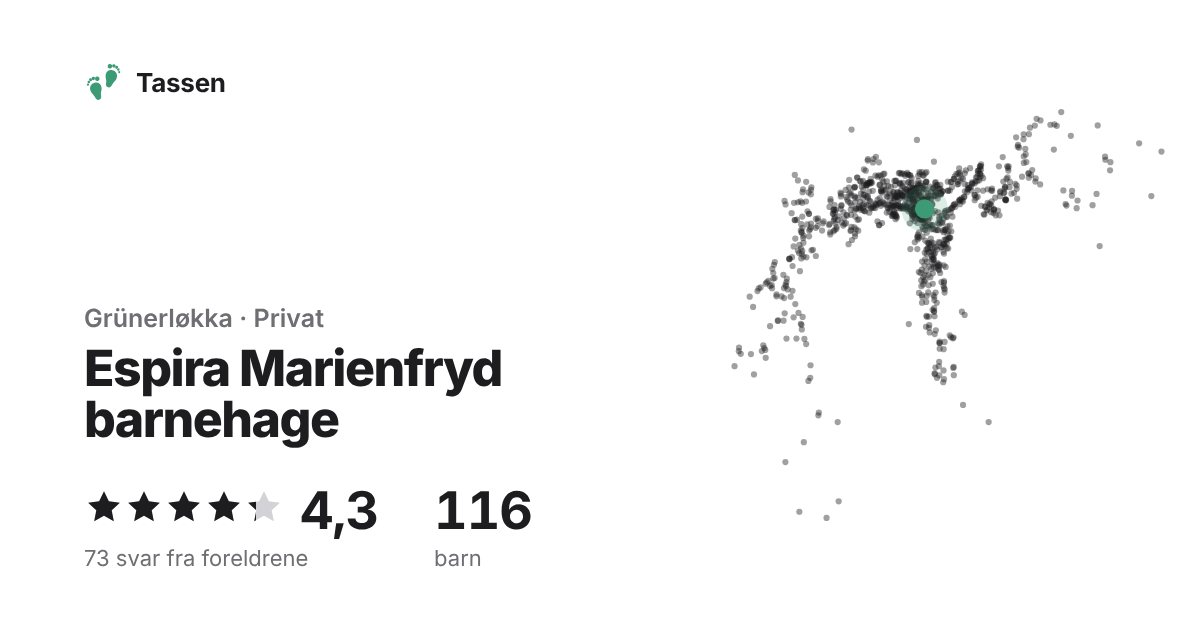 Tassen
Grünerløkka · Privat
Espira Marienfryd
barnehage
4,3
116
73 svar fra foreldrene
barn